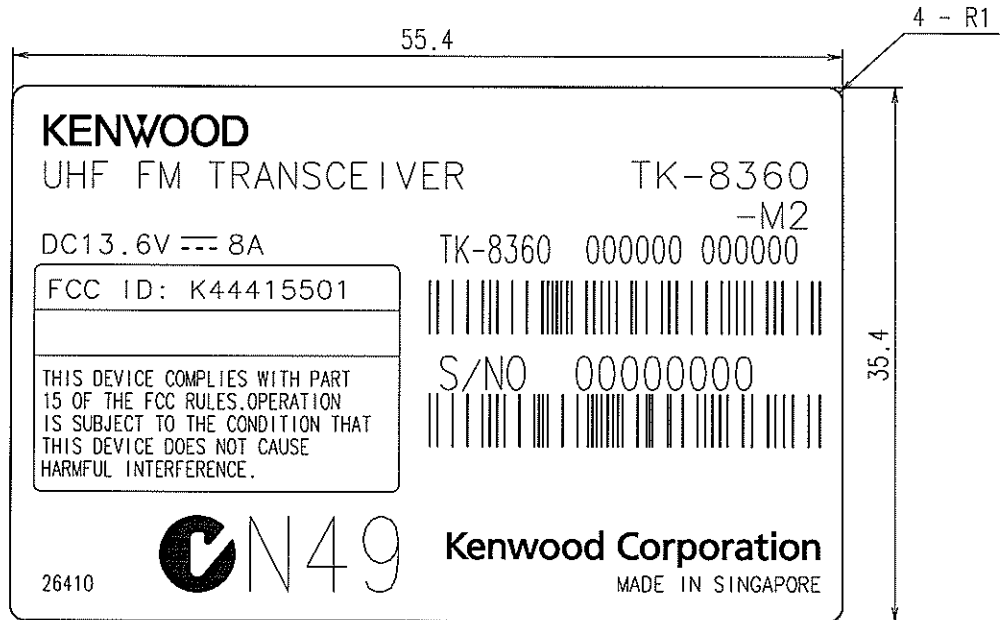 4 - R1
55.4
KENWOOD
UHF FM TRANSCEIVER TK-8360
-M2
DC13.6V 8A
TK-8360 000000 000000
FCC ID: K44415501
35.4
S/NO 00000000
THIS DEVICE COMPLIES WITH PART
15 OF THE FCC RULES.OPERATION
IS SUBJECT TO THE CONDITION THAT
THIS DEVICE DOES NOT CAUSE
HARMFUL INTERFERENCE.
N49
Kenwood Corporation
26410
MADE IN SINGAPORE